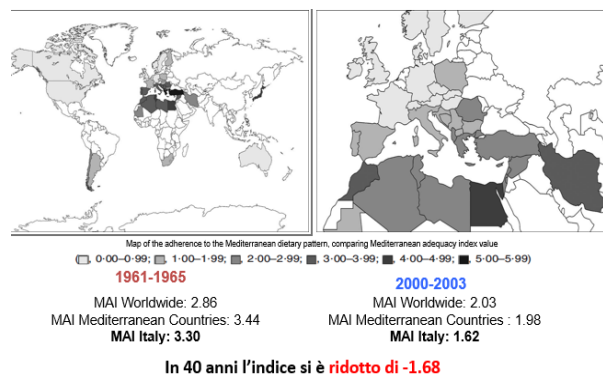 Map of the adherence to the Mediterranean dietary pattern, comparing Mediterranean adequacy index value
(□, 0·00–0·99; ■, 1·00–1·99; ■, 2·00–2·99; ■, 3·00–3·99; ■, 4·00–4·99; ■, 5·00–5·99)
1961-1965
MAI Worldwide: 2.86
MAI Mediterranean Countries: 3.44
MAI Italy: 3.30
2000-2003
MAI Worldwide: 2.03
MAI Mediterranean Countries : 1.98
MAI Italy: 1.62
In 40 anni l’indice si è ridotto di -1.68